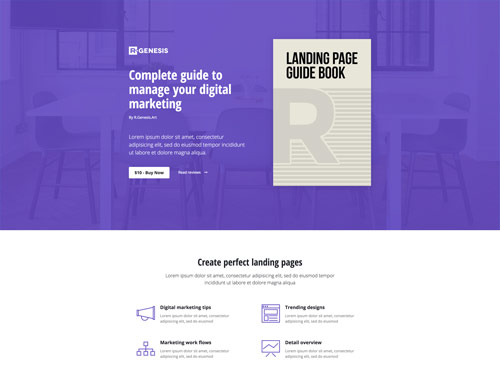 R GENESIS
Complete guide to
manage your digital
marketing
By R.Genesis.Art
Lorem ipsum dolor sit amet, consectetur
adipiscing elit, sed do eiusmod tempor
ut labore dolore magna aliqua.
$10 - Buy Now
Read reviews →
LANDING PAGE
GUIDE BOOK
R
Create perfect landing pages
Lorem ipsum dolor sit amet, consectetur adipiscing elit, sed do eiusmod
tempor ut labore dolore magna aliqua.
Digital marketing tips
Lorem ipsum dolor sit amet, consectetur
adipiscing elit, sed do eiusmod
Trending designs
Lorem ipsum dolor sit amet, consectetur
adipiscing elit, sed do eiusmod
Marketing work flows
Lorem ipsum dolor sit amet, consectetur
adipiscing elit, sed do eiusmod
Detail overview
Lorem ipsum dolor sit amet, consectetur
adipiscing elit, sed do eiusmod